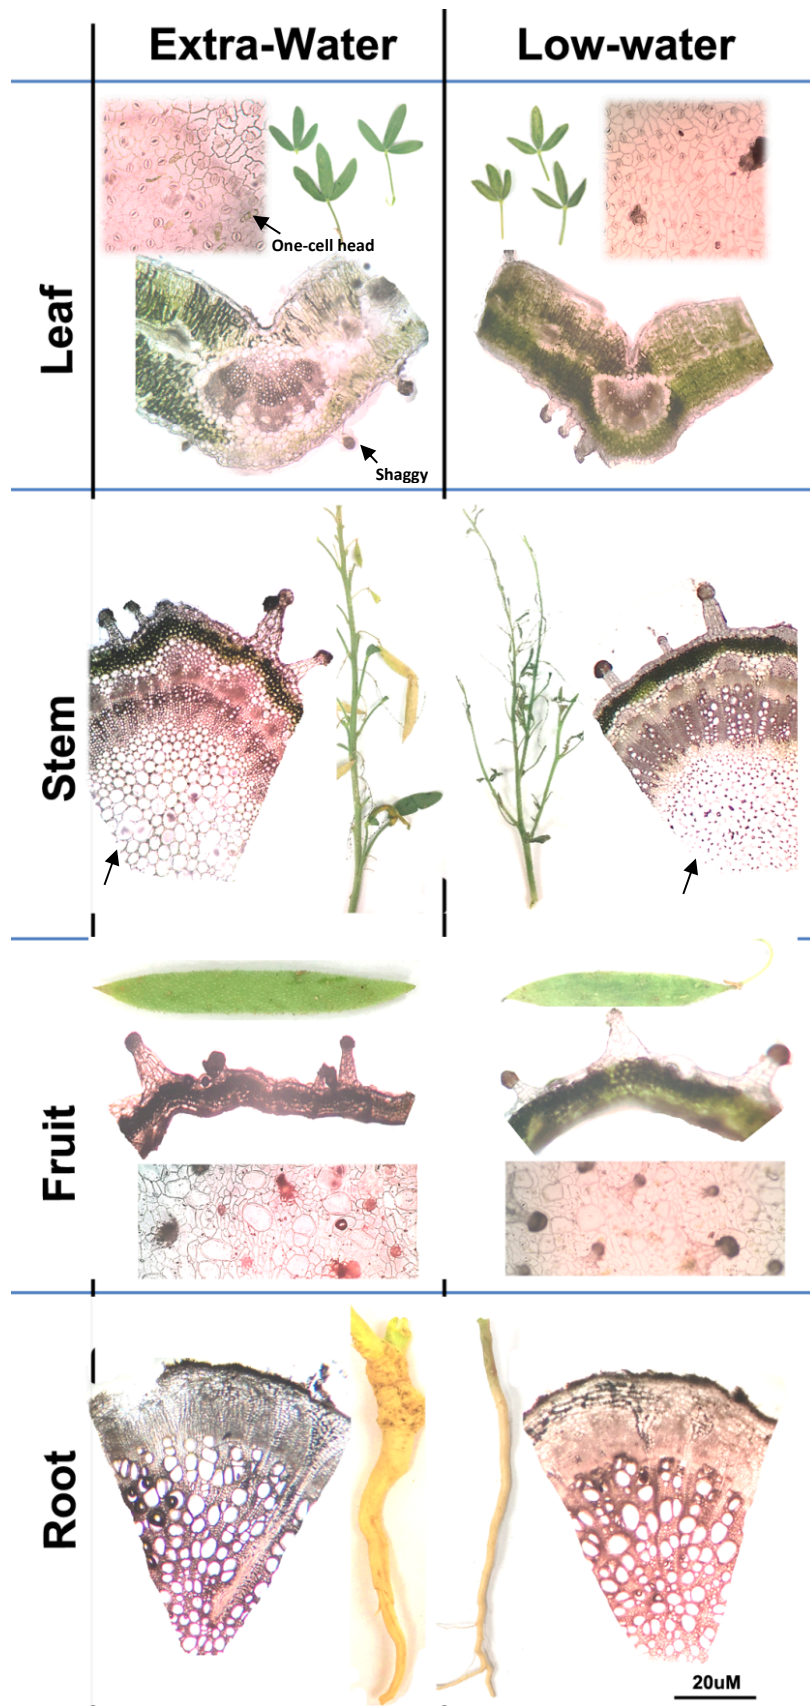 Extra-Water
Low-water
Leaf
One-cell head
Shaggy
Stem
Fruit
Root
20uM